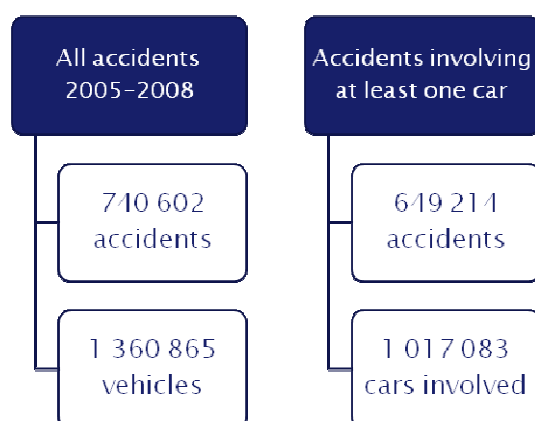 All accidents
2005-2008
740 602
accidents
1 360 865
vehicles
Accidents involving
at least one car
649 214
accidents
1 017 083
cars involved